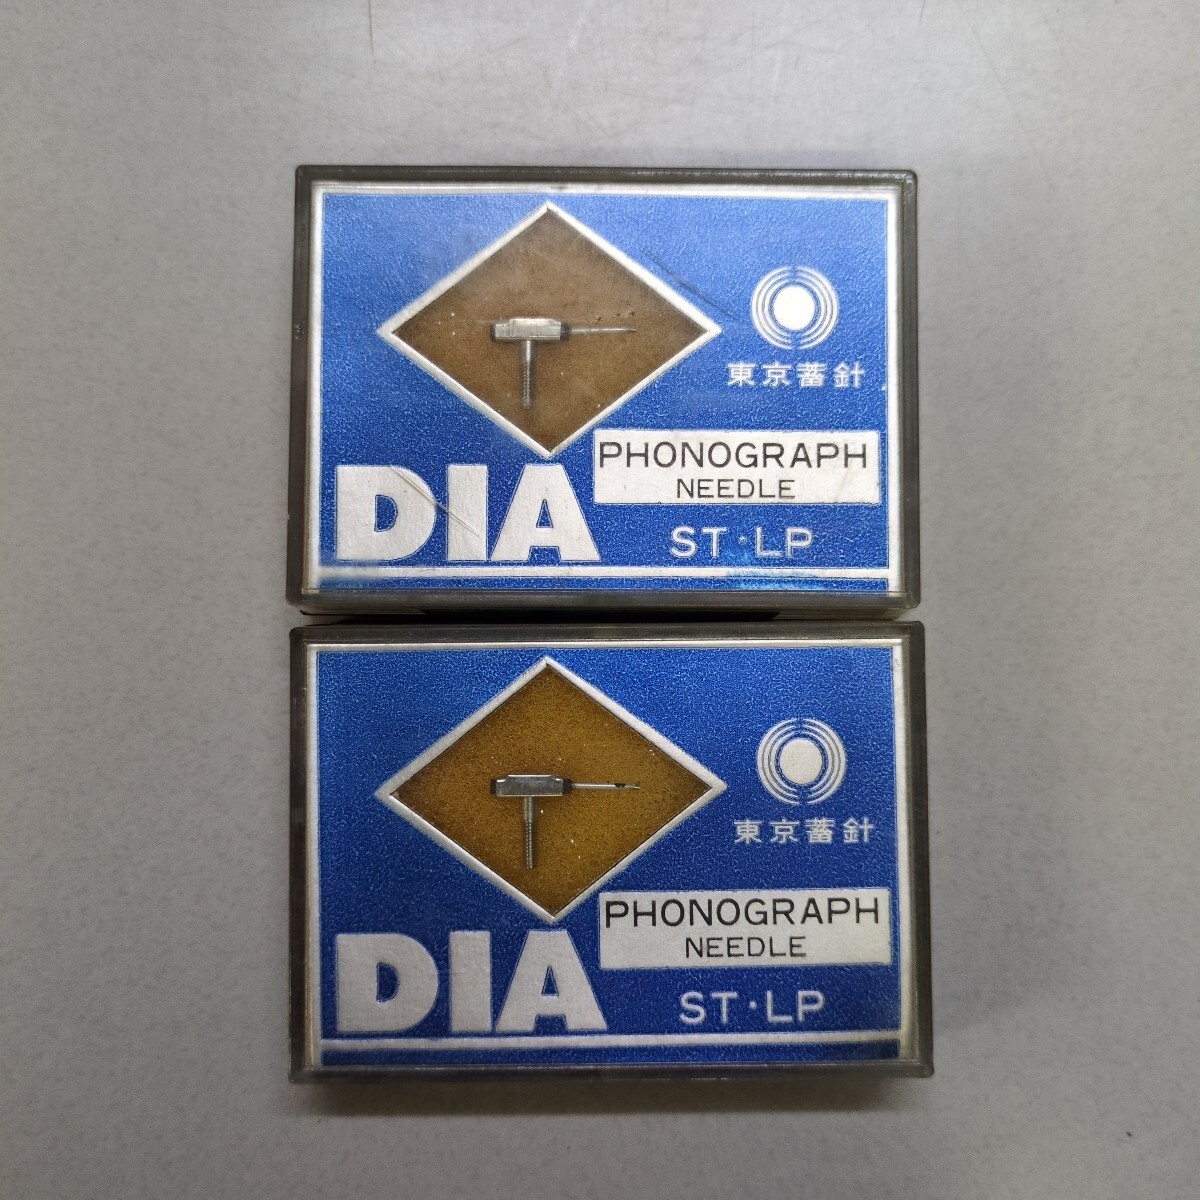 東京蓄針
PHONOGRAPH
NEEDLE
DIA
ST·LP
東京蓄針
PHONOGRAPH
NEEDLE
DIA
ST·LP